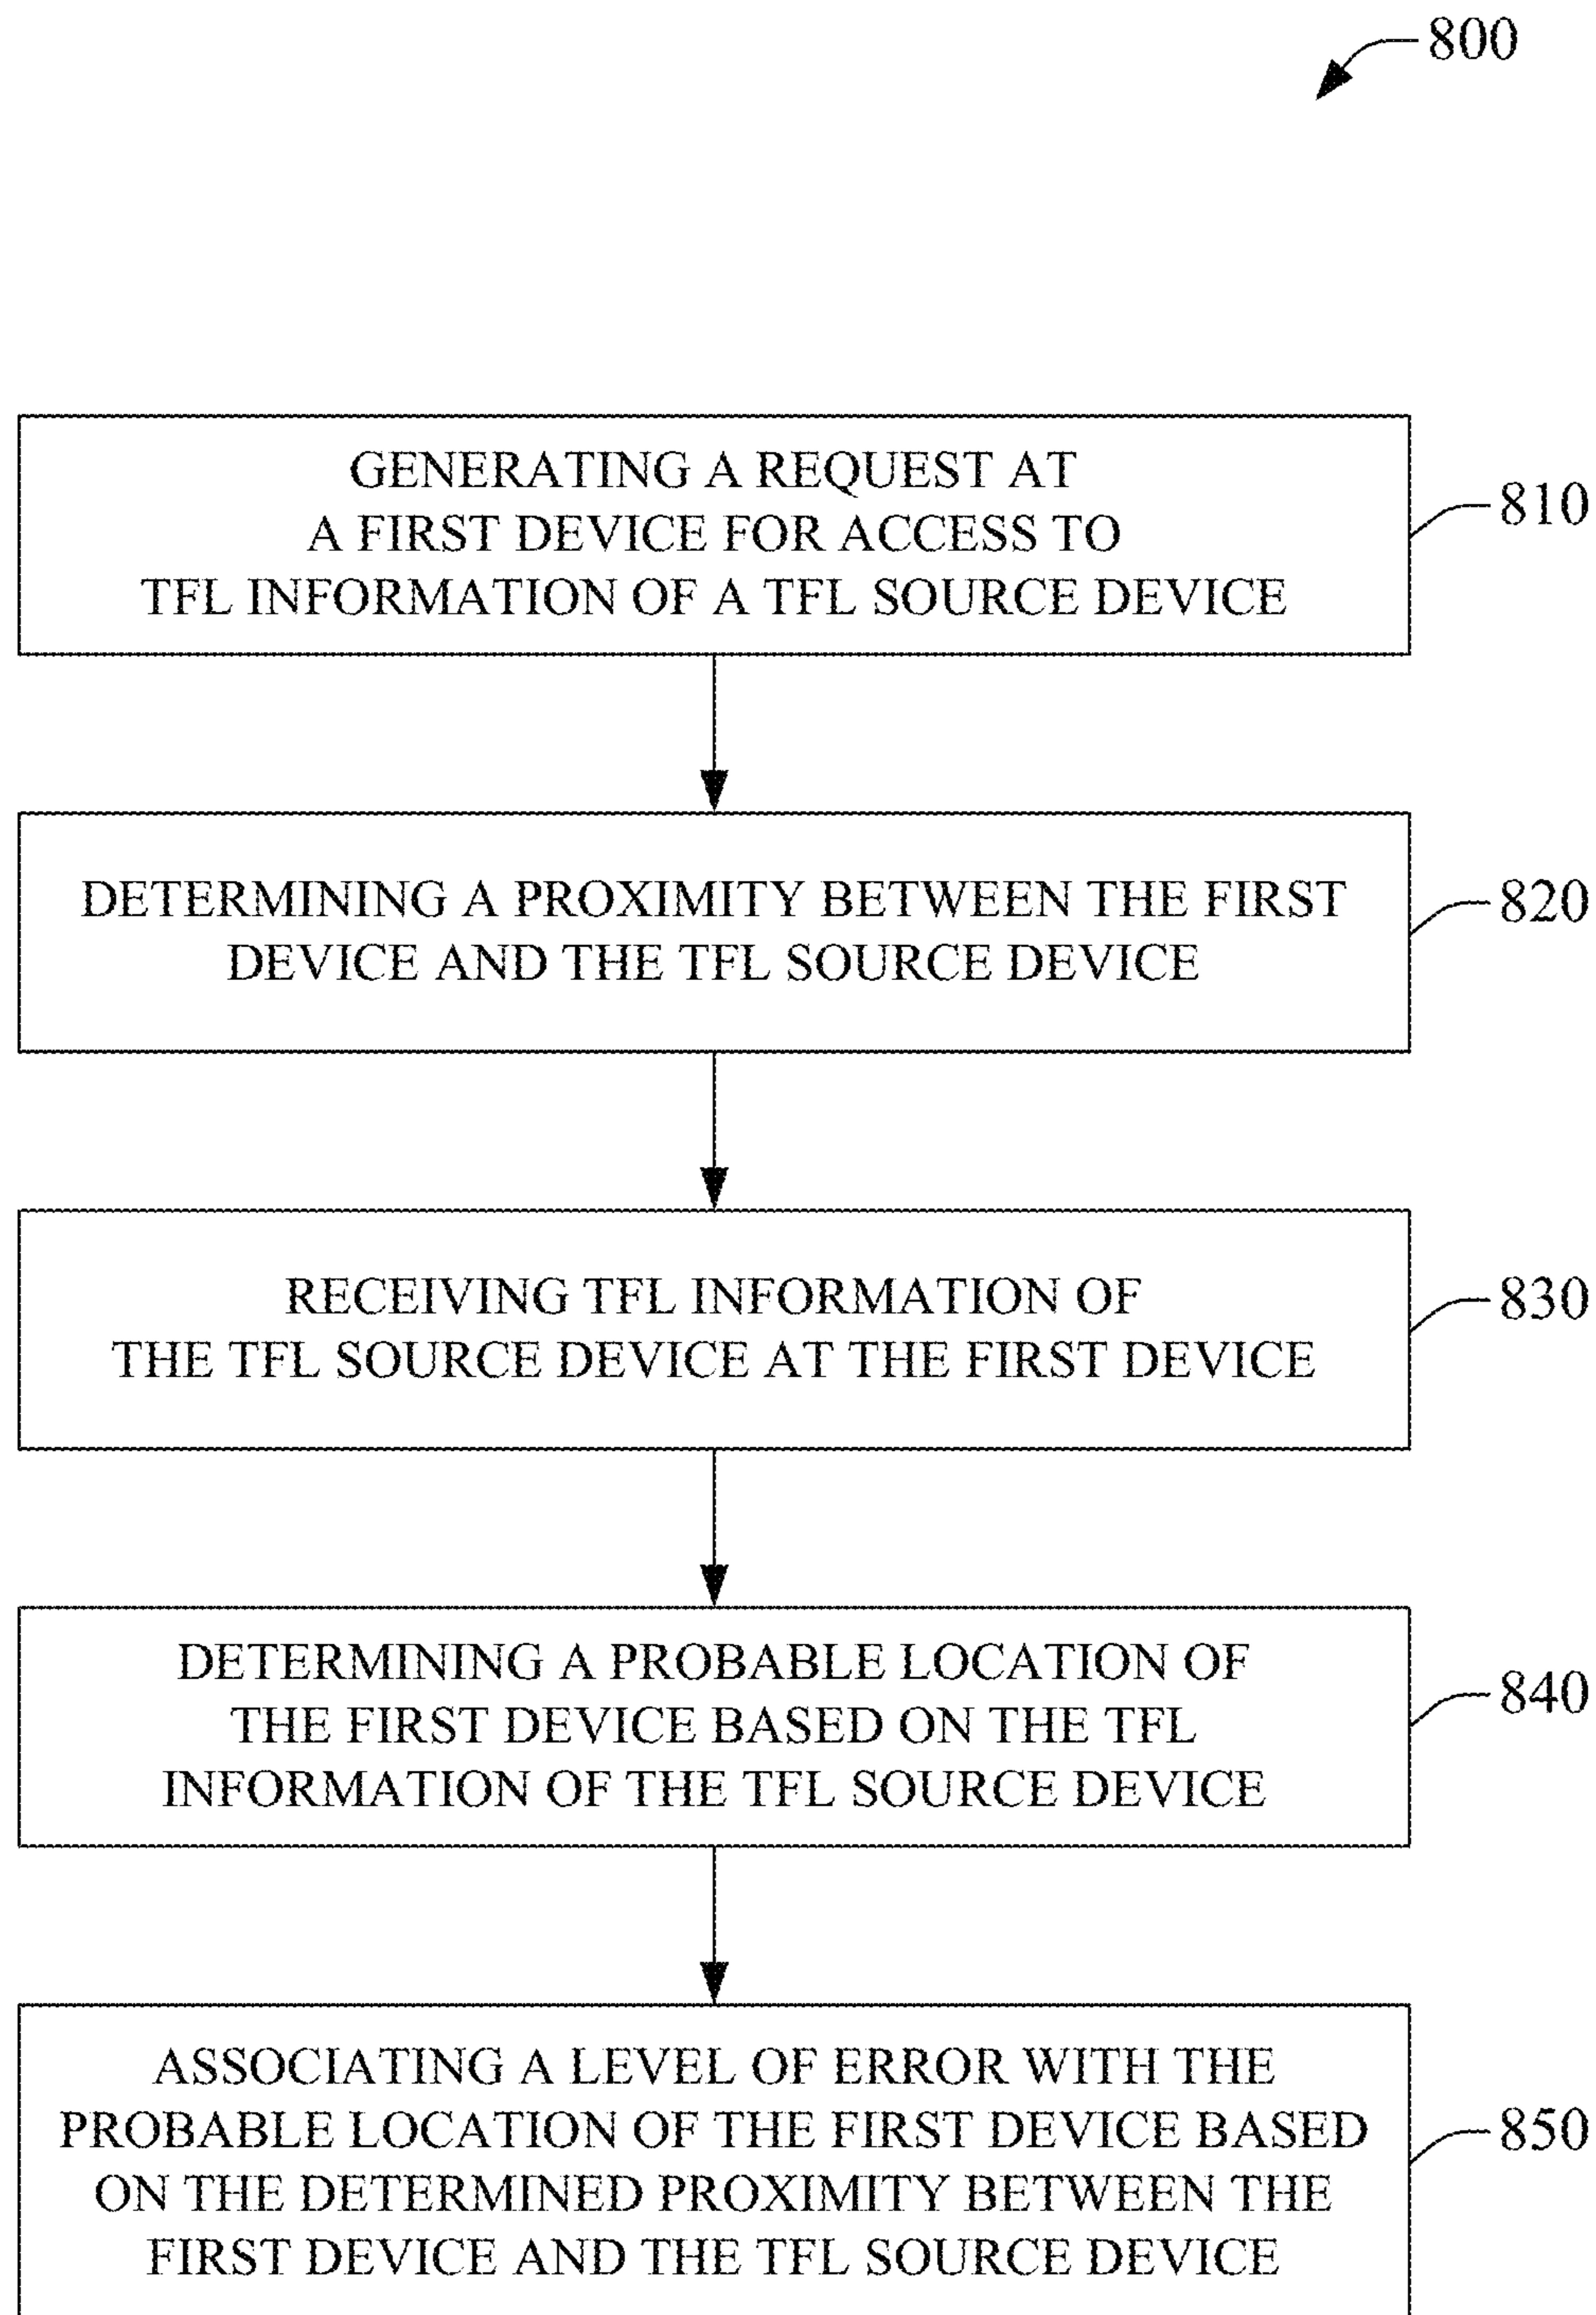 800
GENERATING A REQUEST AT
A FIRST DEVICE FOR ACCESS TO
TFL INFORMATION OF A TFL SOURCE DEVICE
810
DETERMINING A PROXIMITY BETWEEN THE FIRST
DEVICE AND THE TFL SOURCE DEVICE
820
RECEIVING TFL INFORMATION OF
THE TFL SOURCE DEVICE AT THE FIRST DEVICE
830
DETERMINING A PROBABLE LOCATION OF
THE FIRST DEVICE BASED ON THE TFL
INFORMATION OF THE TFL SOURCE DEVICE
840
ASSOCIATING A LEVEL OF ERROR WITH THE
PROBABLE LOCATION OF THE FIRST DEVICE BASED
ON THE DETERMINED PROXIMITY BETWEEN THE
FIRST DEVICE AND THE TFL SOURCE DEVICE
850